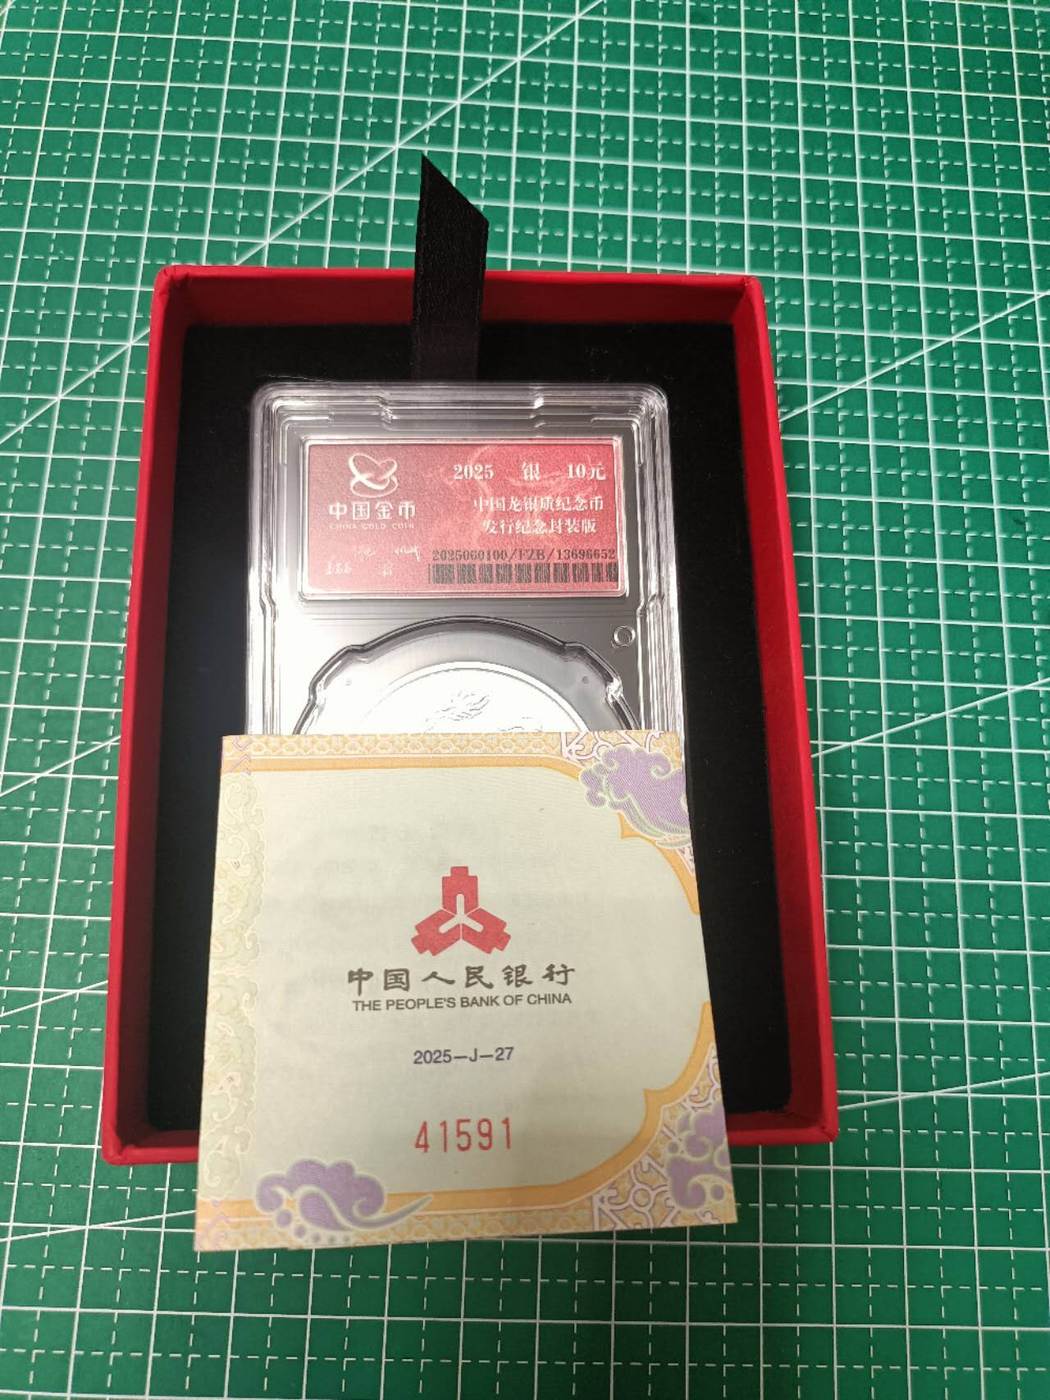 2025 银 10元
中国金币
CHINA GOLD COIN
中国龙银质纪念币
发行纪念封装版
2025060100/FZB/13696652
中国人民银行
THE PEOPLE'S BANK OF CHINA
2025—J—27
41591